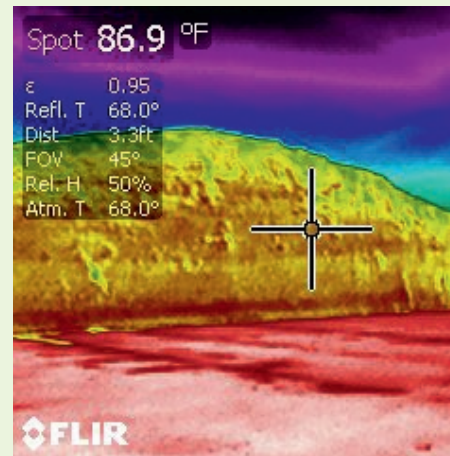 Spot 86.9 °F
ε 0.95
Refl. T 68.0°
Dist 3.3ft
FOV 45°
Rel. H 50%
Atm. T 68.0°
FLIR